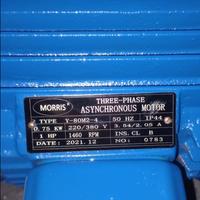 MORRIS
THREE-PHASE
ASYNCHRONOUS MOTOR
TYPE Y-80M2-4 50 HZ IP44
0.75 KW 220/380 V 3.54/2.05 A
1 HP 1460 RPM INS.CL B
DATE: 2021.12 NO: 0783